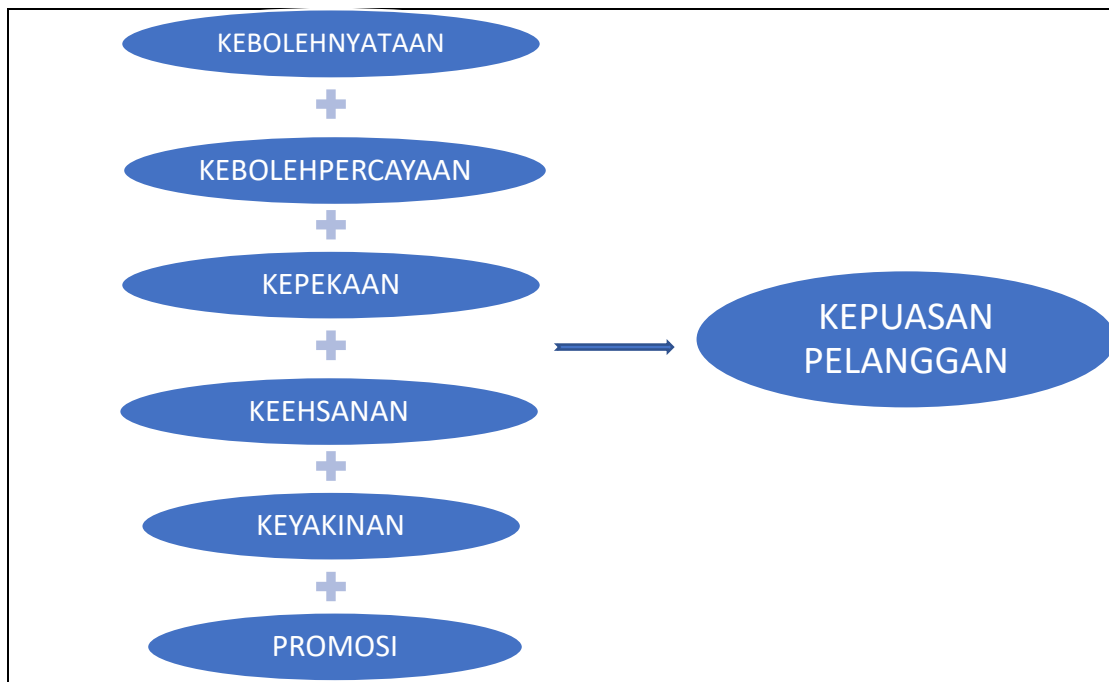 KEBOLEHNYATAAN
KEBOLEHPERCAYAAN
KEPEKAAN
KEEHSANAN
KEYAKINAN
PROMOSI
KEPUASAN
PELANGGAN